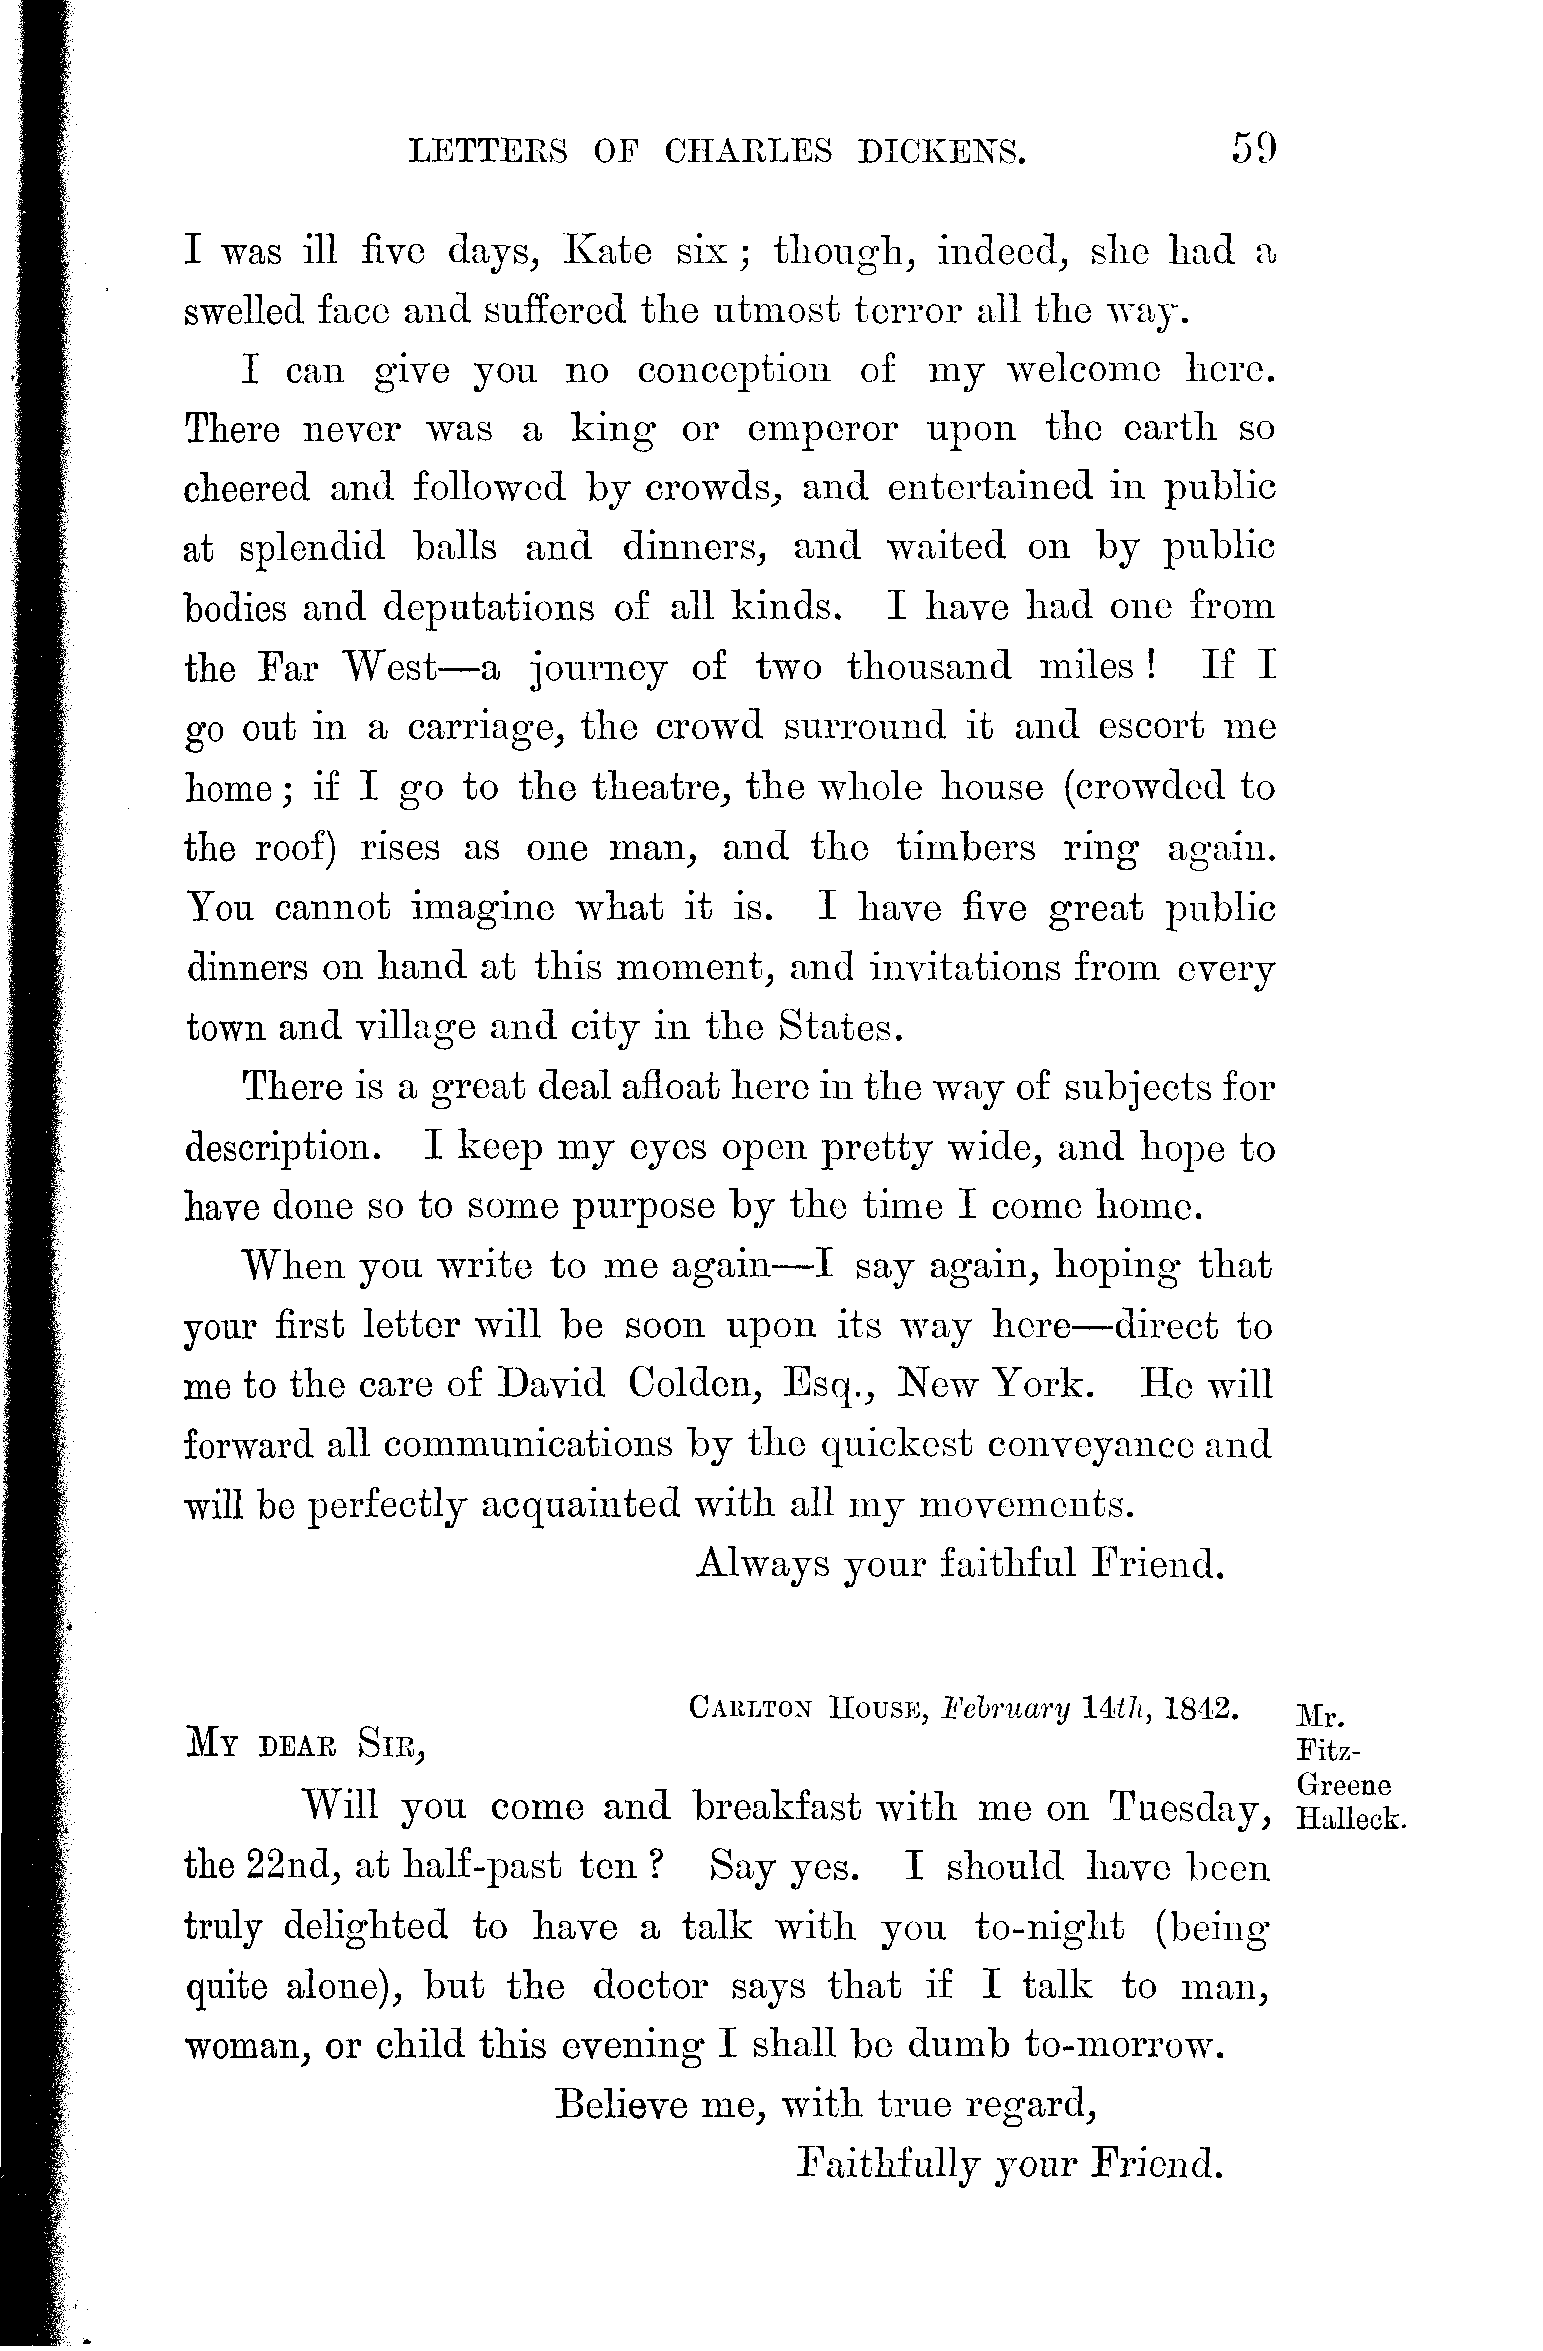 LETTERS OF CHARLES DICKENS. 59
I was ill five days, Kate six; though, indeed, she had a
swelled face and suffered the utmost terror all the way.
I can give you no conception of my welcome here.
There never was a king or emperor upon the earth so
cheered and followed by crowds, and entertained in public
at splendid balls and dinners, and waited on by public
bodies and deputations of all kinds. I have had one from
the Far West—a journey of two thousand miles! If I
go out in a carriage, the crowd surround it and escort me
home; if I go to the theatre, the whole house (crowded to
the roof) rises as one man, and the timbers ring again.
You cannot imagine what it is. I have five great public
dinners on hand at this moment, and invitations from every
town and village and city in the States.
There is a great deal afloat here in the way of subjects for
description. I keep my eyes open pretty wide, and hope to
have done so to some purpose by the time I come home.
When you write to me again—I say again, hoping that
your first letter will be soon upon its way here—direct to
me to the care of David Colden, Esq., New York. He will
forward all communications by the quickest conveyance and
will be perfectly acquainted with all my movements.
Always your faithful Friend.
CARLTON HOUSE, February 14th, 1842.
Mr.
Fitz-
Greene
Halleck.
MY DEAR SIR,
Will you come and breakfast with me on Tuesday,
the 22nd, at half-past ten? Say yes. I should have been
truly delighted to have a talk with you to-night (being
quite alone), but the doctor says that if I talk to man,
woman, or child this evening I shall be dumb to-morrow.
Believe me, with true regard,
Faithfully your Friend.